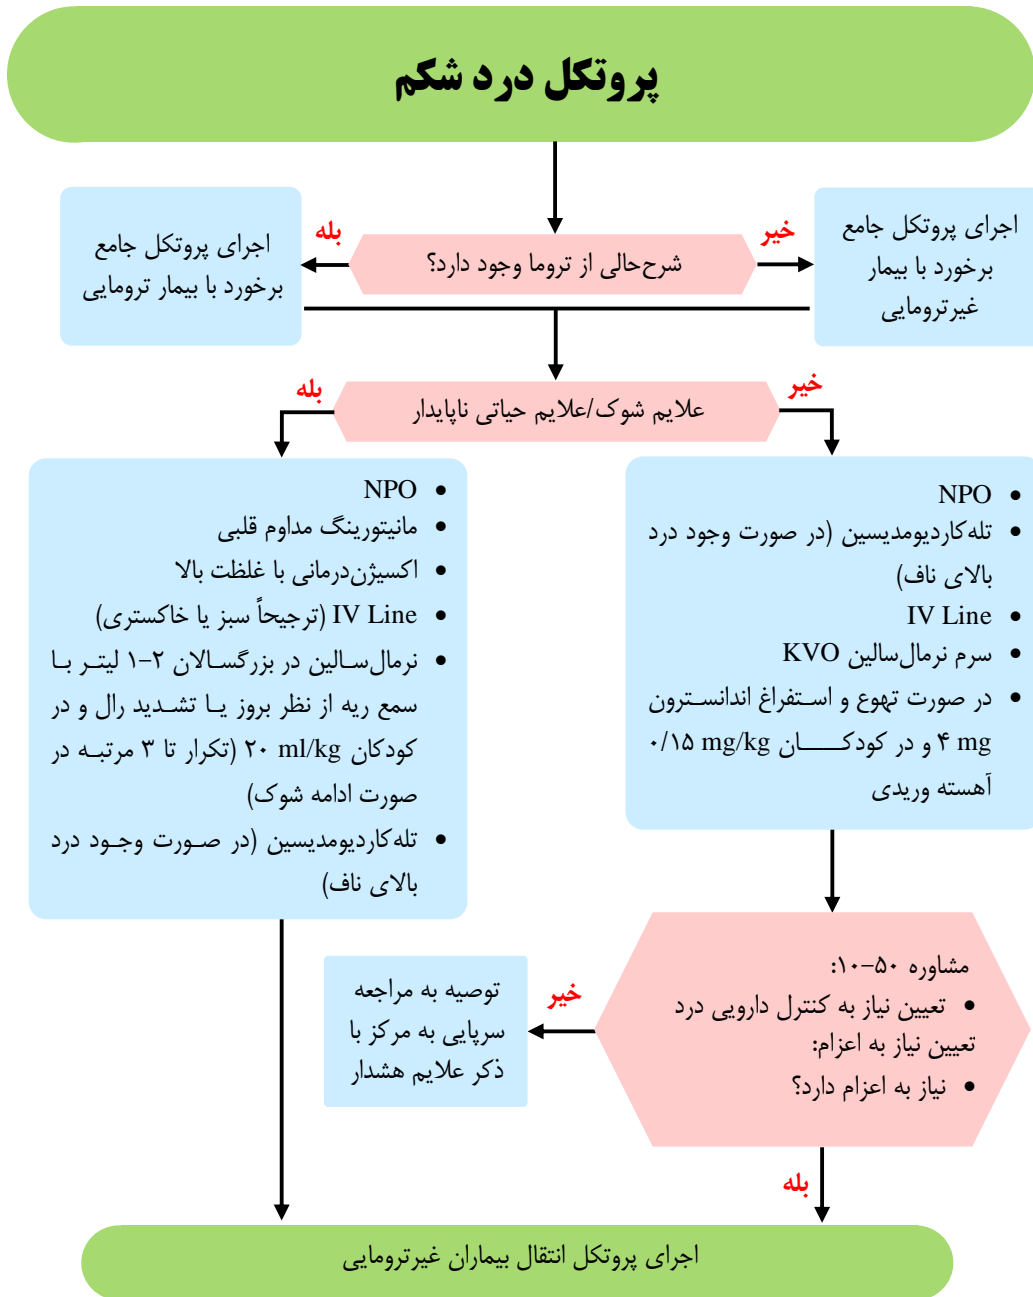 پروتکل درد شکم
خیر
اجرای پروتکل جامع
برخورد با بیمار
غیرترومایی
شرح‌حالی از تروما وجود دارد؟
بله
اجرای پروتکل جامع
برخورد با بیمار ترومایی
علایم شوک/علایم حیاتی ناپایدار
خیر
بله
• NPO
• تله‌کاردیومدیسین (در صورت وجود درد
بالای ناف)
• IV Line
• سرم نرمال‌سالین KVO
• در صورت تهوع و استفراغ اندانسترون
۴ mg و در کودکان ۰/۱۵ mg/kg
آهسته وریدی
• NPO
• مانیتورینگ مداوم قلبی
• اکسیژن‌درمانی با غلظت بالا
• IV Line (ترجیحاً سبز یا خاکستری)
• نرمال‌سالین در بزرگسالان ۲-۱ لیتر با
سمع ریه از نظر بروز یا تشدید رال و در
کودکان ۲۰ ml/kg (تکرار تا ۳ مرتبه در
صورت ادامه شوک)
• تله‌کاردیومدیسین (در صورت وجود درد
بالای ناف)
مشاوره ۵۰-۱۰:
• تعیین نیاز به کنترل دارویی درد
تعیین نیاز به اعزام:
• نیاز به اعزام دارد؟
خیر
توصیه به مراجعه
سرپایی به مرکز با
ذکر علایم هشدار
بله
اجرای پروتکل انتقال بیماران غیرترومایی